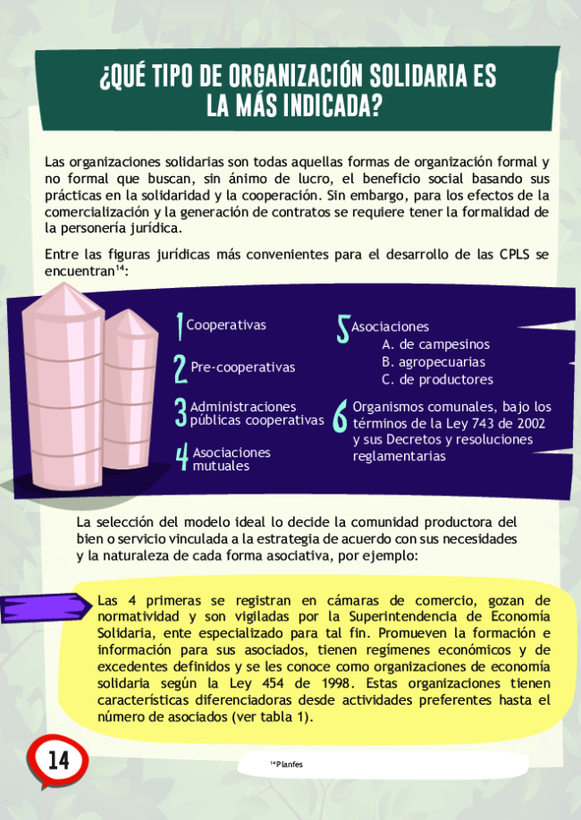 ¿QUÉ TIPO DE ORGANIZACIÓN SOLIDARIA ES
LA MÁS INDICADA?
Las organizaciones solidarias son todas aquellas formas de organización formal y
no formal que buscan, sin ánimo de lucro, el beneficio social basando sus
prácticas en la solidaridad y la cooperación. Sin embargo, para los efectos de la
comercialización y la generación de contratos se requiere tener la formalidad de
la personería jurídica.
Entre las figuras jurídicas más convenientes para el desarrollo de las CPLS se
encuentran¹⁴:
1 Cooperativas
2 Pre-cooperativas
3 Administraciones
públicas cooperativas
4 Asociaciones
mutuales
5 Asociaciones
A. de campesinos
B. agropecuarias
C. de productores
6 Organismos comunales, bajo los
términos de la Ley 743 de 2002
y sus Decretos y resoluciones
reglamentarias
La selección del modelo ideal lo decide la comunidad productora del
bien o servicio vinculada a la estrategia de acuerdo con sus necesidades
y la naturaleza de cada forma asociativa, por ejemplo:
Las 4 primeras se registran en cámaras de comercio, gozan de
normatividad y son vigiladas por la Superintendencia de Economía
Solidaria, ente especializado para tal fin. Promueven la formación e
información para sus asociados, tienen regímenes económicos y de
excedentes definidos y se les conoce como organizaciones de economía
solidaria según la Ley 454 de 1998. Estas organizaciones tienen
características diferenciadoras desde actividades preferentes hasta el
número de asociados (ver tabla 1).
14
¹⁴Planfes